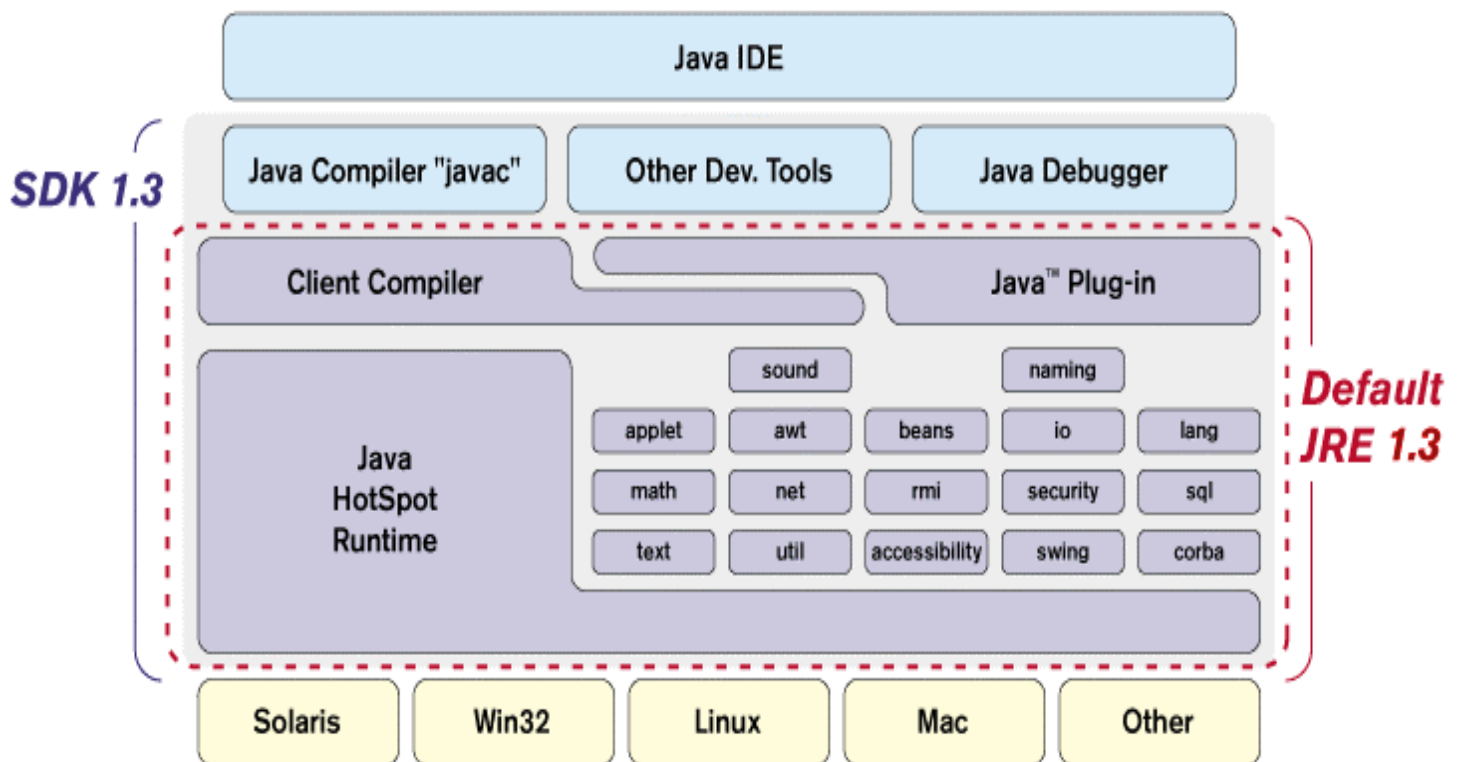 Java IDE
SDK 1.3
Java Compiler "javac"
Other Dev. Tools
Java Debugger
Client Compiler
Java™ Plug-in
Default
JRE 1.3
Java
HotSpot
Runtime
sound
naming
applet
awt
beans
io
lang
math
net
rmi
security
sql
text
util
accessibility
swing
corba
Solaris
Win32
Linux
Mac
Other